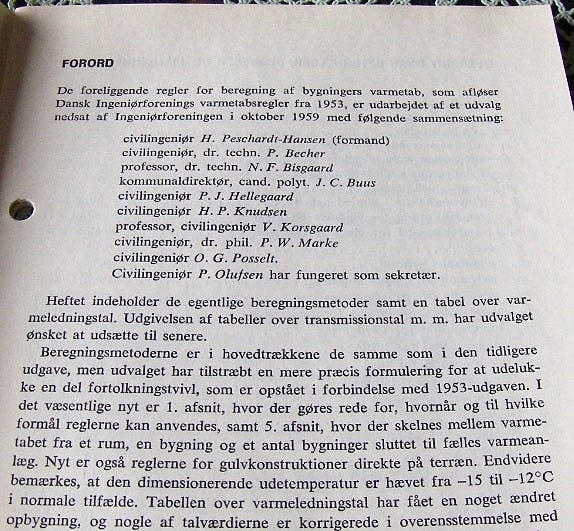 FORORD
De foreliggende regler for beregning af bygningers varmetab, som afløser
Dansk Ingeniørforenings varmetabsregler fra 1953, er udarbejdet af et udvalg
nedsat af Ingeniørforeningen i oktober 1959 med følgende sammensætning:
civilingeniør H. Peschardt-Hansen (formand)
civilingeniør, dr. techn. P. Becher
professor, dr. techn. N. F. Bisgaard
kommunaldirektør, cand. polyt. J. C. Buus
civilingeniør P. J. Hellegaard
civilingeniør H. P. Knudsen
professor, civilingeniør V. Korsgaard
civilingeniør, dr. phil. P. W. Marke
civilingeniør O. G. Posselt.
Civilingeniør P. Olufsen har fungeret som sekretær.
Heftet indeholder de egentlige beregningsmetoder samt en tabel over var-
meledningstal. Udgivelsen af tabeller over transmissionstal m. m. har udvalget
ønsket at udsætte til senere.
Beregningsmetoderne er i hovedtrækkene de samme som i den tidligere
udgave, men udvalget har tilstræbt en mere præcis formulering for at udeluk-
ke en del fortolkningstvivl, som er opstået i forbindelse med 1953-udgaven. I
det væsentlige nyt er 1. afsnit, hvor der gøres rede for, hvornår og til hvilke
formål reglerne kan anvendes, samt 5. afsnit, hvor der skelnes mellem varme-
tabet fra et rum, en bygning og et antal bygninger sluttet til fælles varmean-
læg. Nyt er også reglerne for gulvkonstruktioner direkte på terræn. Endvidere
bemærkes, at den dimensionerende udetemperatur er hævet fra −15 til −12°C
i normale tilfælde. Tabellen over varmeledningstal har fået en noget ændret
opbygning, og nogle af talværdierne er korrigerede i overensstemmelse med